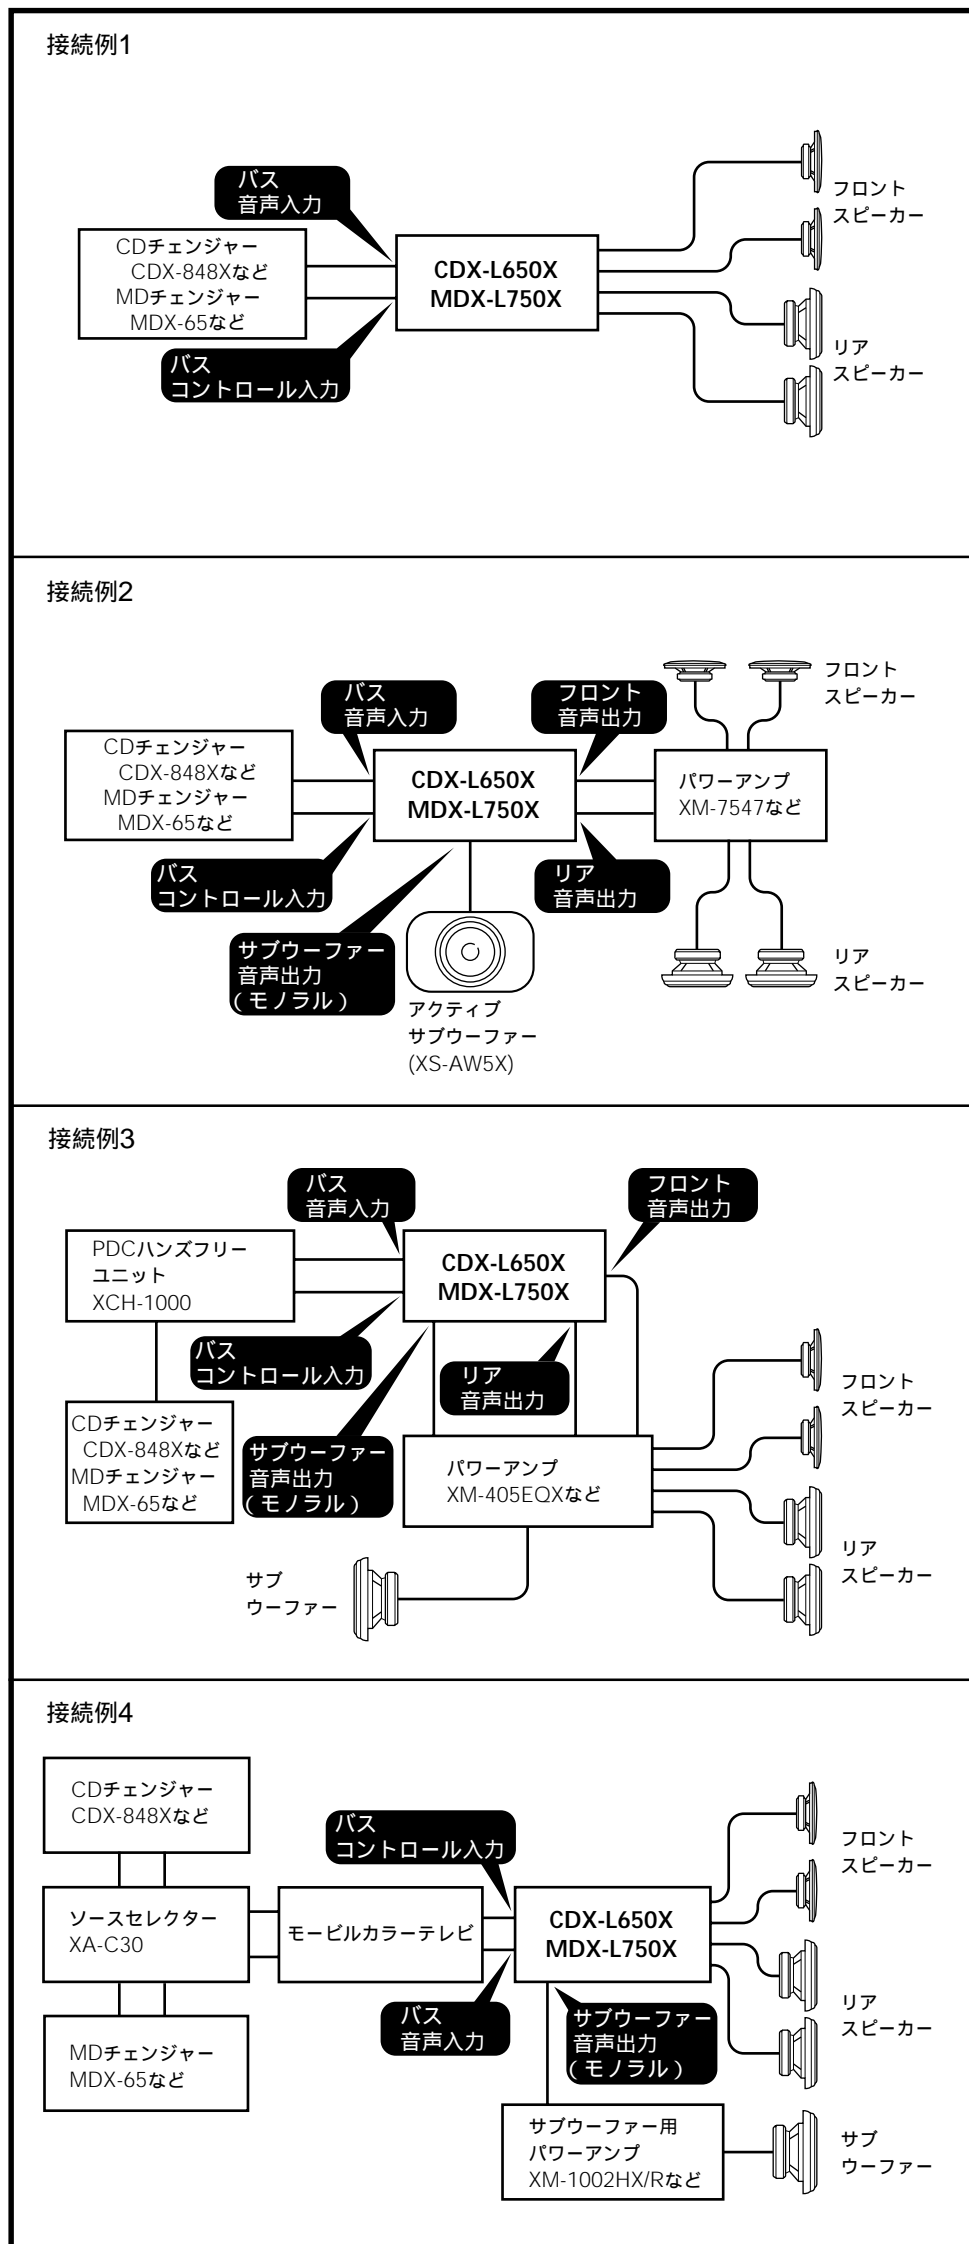 接続例1
バス
音声入力
CDチェンジャー
CDX-848Xなど
MDチェンジャー
MDX-65など
バス
コントロール入力
CDX-L650X
MDX-L750X
フロント
スピーカー
リア
スピーカー
接続例2
バス
音声入力
フロント
音声出力
フロント
スピーカー
CDチェンジャー
CDX-848Xなど
MDチェンジャー
MDX-65など
CDX-L650X
MDX-L750X
パワーアンプ
XM-7547など
バス
コントロール入力
リア
音声出力
サブウーファー
音声出力
(モノラル)
アクティブ
サブウーファー
(XS-AW5X)
リア
スピーカー
接続例3
バス
音声入力
フロント
音声出力
PDCハンズフリー
ユニット
XCH-1000
CDX-L650X
MDX-L750X
バス
コントロール入力
リア
音声出力
CDチェンジャー
CDX-848Xなど
MDチェンジャー
MDX-65など
サブウーファー
音声出力
(モノラル)
パワーアンプ
XM-405EQXなど
フロント
スピーカー
リア
スピーカー
サブ
ウーファー
接続例4
CDチェンジャー
CDX-848Xなど
バス
コントロール入力
フロント
スピーカー
ソースセレクター
XA-C30
モービルカラーテレビ
CDX-L650X
MDX-L750X
バス
音声入力
サブウーファー
音声出力
(モノラル)
リア
スピーカー
MDチェンジャー
MDX-65など
サブウーファー用
パワーアンプ
XM-1002HX/Rなど
サブ
ウーファー